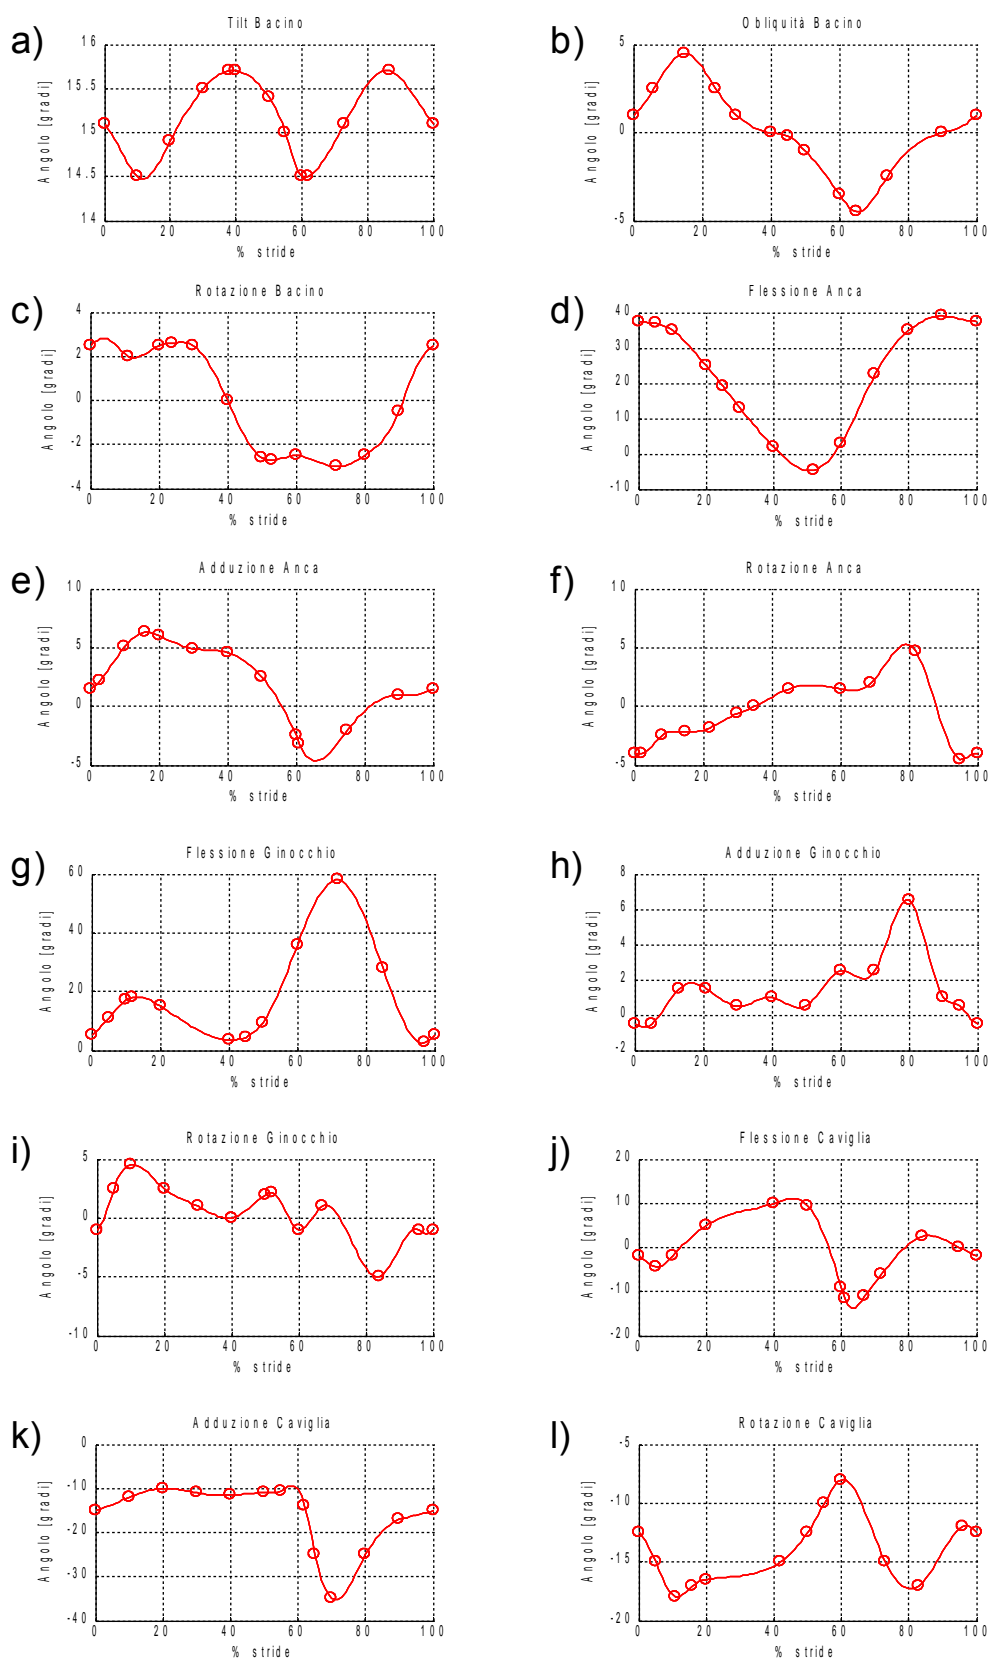 a)
Tilt Bacino
Angolo [gradi]
16
15.5
15
14.5
14
0 20 40 60 80 100
% stride
b)
Obliquità Bacino
Angolo [gradi]
5
0
-5
0 20 40 60 80 100
% stride
c)
Rotazione Bacino
Angolo [gradi]
4
2
0
-2
-4
0 20 40 60 80 100
% stride
d)
Flessione Anca
Angolo [gradi]
40
30
20
10
0
-10
0 20 40 60 80 100
% stride
e)
Adduzione Anca
Angolo [gradi]
10
5
0
-5
0 20 40 60 80 100
% stride
f)
Rotazione Anca
Angolo [gradi]
10
5
0
-5
0 20 40 60 80 100
% stride
g)
Flessione Ginocchio
Angolo [gradi]
60
40
20
0
0 20 40 60 80 100
% stride
h)
Adduzione Ginocchio
Angolo [gradi]
8
6
4
2
0
-2
0 20 40 60 80 100
% stride
i)
Rotazione Ginocchio
Angolo [gradi]
5
0
-5
-10
0 20 40 60 80 100
% stride
j)
Flessione Caviglia
Angolo [gradi]
20
10
0
-10
-20
0 20 40 60 80 100
% stride
k)
Adduzione Caviglia
Angolo [gradi]
0
-10
-20
-30
-40
0 20 40 60 80 100
% stride
l)
Rotazione Caviglia
Angolo [gradi]
-5
-10
-15
-20
0 20 40 60 80 100
% stride